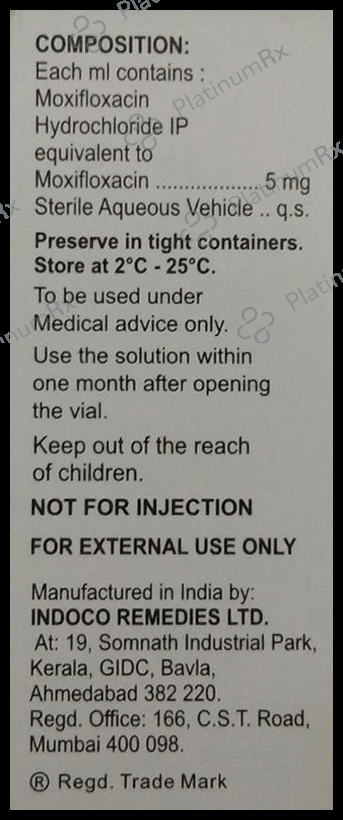 COMPOSITION:
Each ml contains :
Moxifloxacin
Hydrochloride IP
equivalent to
Moxifloxacin ................... 5 mg
Sterile Aqueous Vehicle .. q.s.
Preserve in tight containers.
Store at 2°C - 25°C.
To be used under
Medical advice only.
Use the solution within
one month after opening
the vial.
Keep out of the reach
of children.
NOT FOR INJECTION
FOR EXTERNAL USE ONLY
Manufactured in India by:
INDOCO REMEDIES LTD.
At: 19, Somnath Industrial Park,
Kerala, GIDC, Bavla,
Ahmedabad 382 220.
Regd. Office: 166, C.S.T. Road,
Mumbai 400 098.
® Regd. Trade Mark
PlatinumRx
PlatinumRx
PlatinumRx